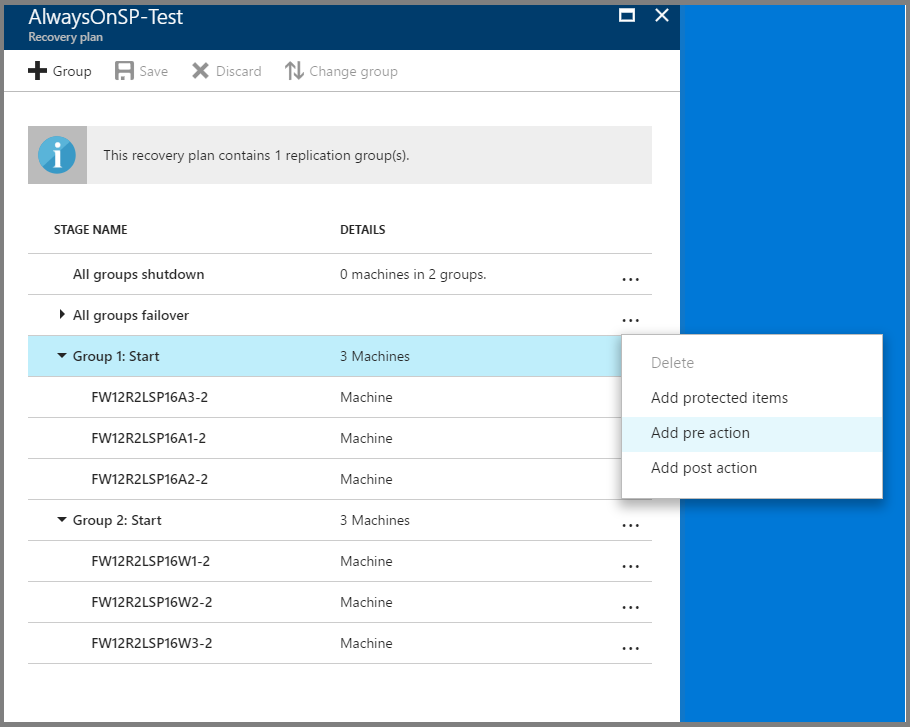 AlwaysOnSP-Test
Recovery plan
Group Save Discard Change group
This recovery plan contains 1 replication group(s).
STAGE NAME DETAILS
All groups shutdown 0 machines in 2 groups. ...
All groups failover ...
Group 1: Start 3 Machines
Delete
FW12R2LSP16A3-2 Machine Add protected items
FW12R2LSP16A1-2 Machine Add pre action
FW12R2LSP16A2-2 Machine Add post action
Group 2: Start 3 Machines ...
FW12R2LSP16W1-2 Machine ...
FW12R2LSP16W2-2 Machine ...
FW12R2LSP16W3-2 Machine ...